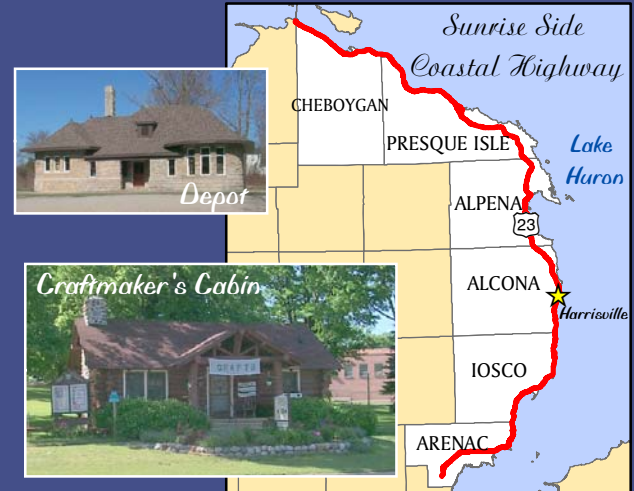 Sunrise Side
Coastal Highway
CHEBOYGAN
PRESQUE ISLE
Lake
Huron
Depot
ALPENA
23
Craftmaker's Cabin
ALCONA
Harrisville
CRAFTS
IOSCO
ARENAC